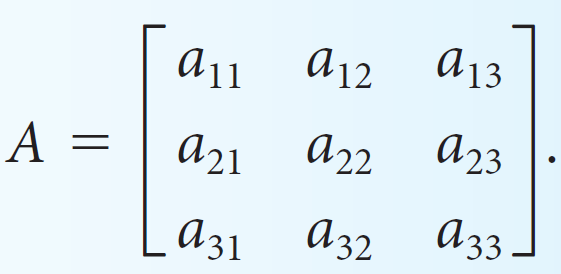 a₁₁ a₁₂ a₁₃
A = a₂₁ a₂₂ a₂₃ .
a₃₁ a₃₂ a₃₃